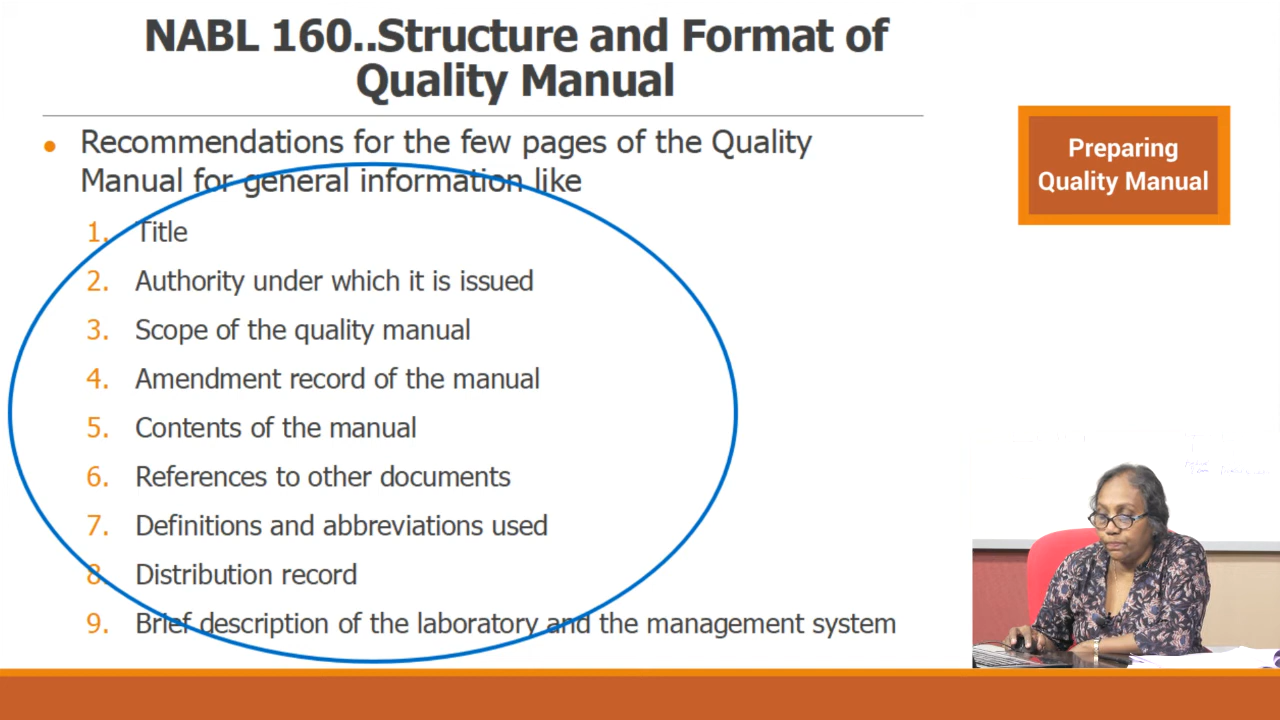 NABL 160..Structure and Format of
Quality Manual
• Recommendations for the few pages of the Quality
Manual for general information like
1. Title
2. Authority under which it is issued
3. Scope of the quality manual
4. Amendment record of the manual
5. Contents of the manual
6. References to other documents
7. Definitions and abbreviations used
8. Distribution record
9. Brief description of the laboratory and the management system
Preparing
Quality Manual